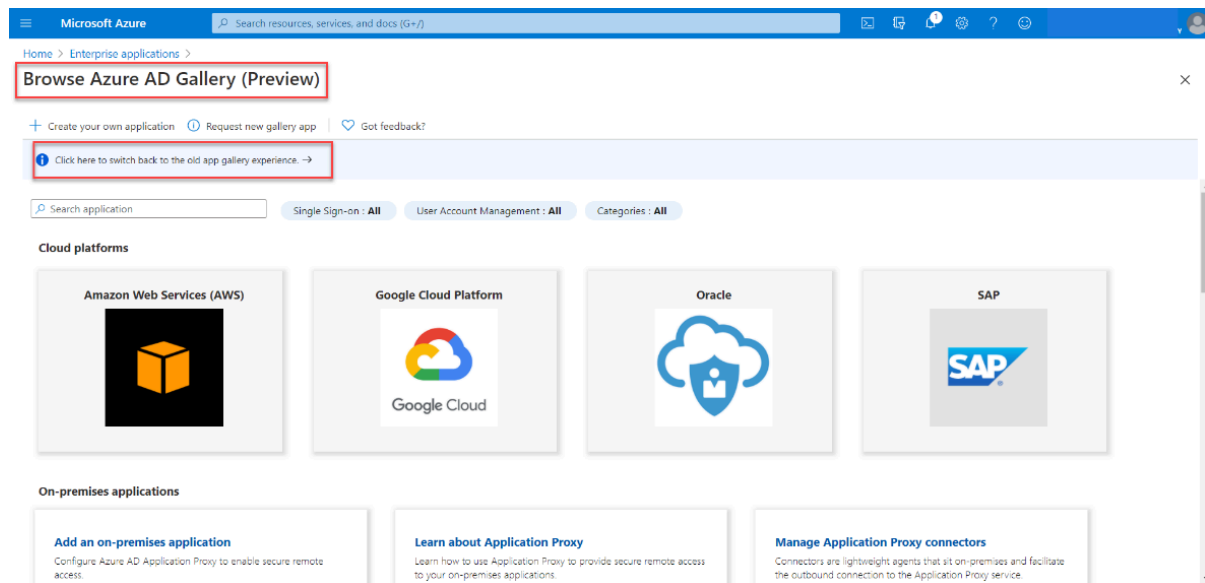 Microsoft Azure
Search resources, services, and docs (G+/)
1
Home > Enterprise applications >
Browse Azure AD Gallery (Preview)
Create your own application
Request new gallery app
Got feedback?
Click here to switch back to the old app gallery experience. →
Search application
Single Sign-on : All
User Account Management : All
Categories : All
Cloud platforms
Amazon Web Services (AWS)
Google Cloud Platform
Oracle
SAP
Google Cloud
SAP
On-premises applications
Add an on-premises application
Configure Azure AD Application Proxy to enable secure remote
access.
Learn about Application Proxy
Learn how to use Application Proxy to provide secure remote access
to your on-premises applications.
Manage Application Proxy connectors
Connectors are lightweight agents that sit on-premises and facilitate
the outbound connection to the Application Proxy service.